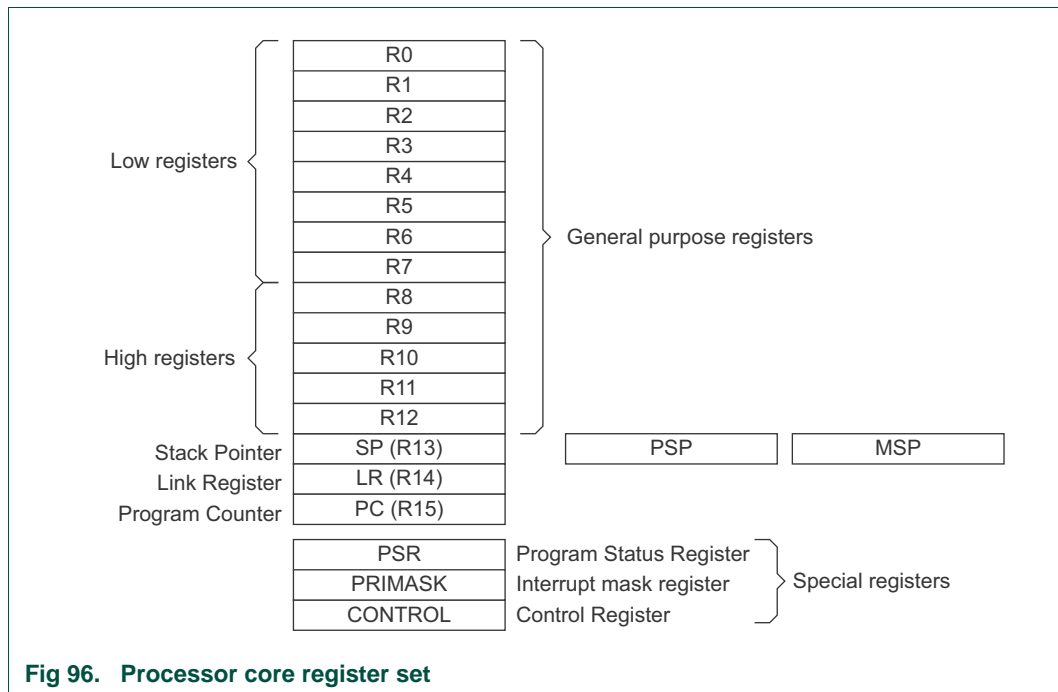 R0
R1
R2
R3
Low registers
R4
R5
R6
General purpose registers
R7
R8
R9
High registers
R10
R11
R12
Stack Pointer SP (R13) PSP MSP
Link Register LR (R14)
Program Counter PC (R15)
PSR Program Status Register
PRIMASK Interrupt mask register Special registers
CONTROL Control Register
Fig 96. Processor core register set